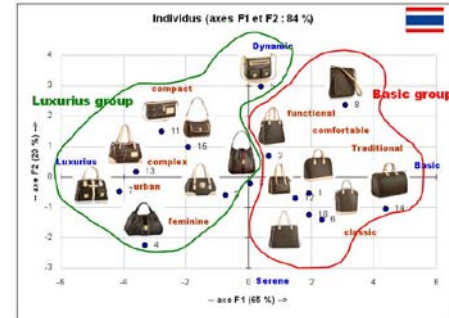 Individus (axes F1 et F2 : 84 %)
Dynamic
compact
Luxurius group
Basic group
functional
comfortable
Traditional
Luxurius
complex
Basic
urban
feminine
classic
Serene
8
11
15
2
13
7
1
12
14
10
6
4
4
3
2
1
0
-1
-2
-3
-6
-4
-2
0
2
4
6
-- axe F2 (20 %) -->
-- axe F1 (65 %) -->